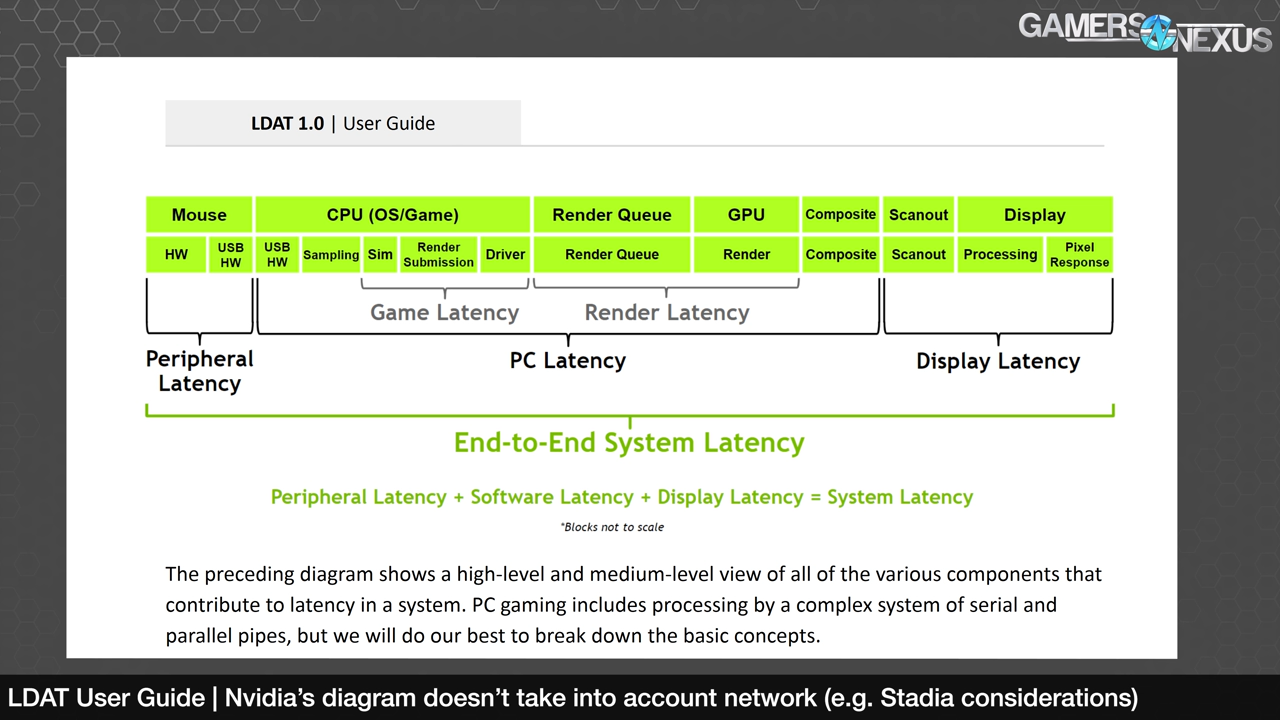 GAMERS NEXUS
LDAT 1.0 | User Guide
Mouse CPU (OS/Game) Render Queue GPU Composite Scanout Display
HW USB HW USB HW Sampling Sim Render Submission Driver Render Queue Render Composite Scanout Processing Pixel Response
Game Latency Render Latency
Peripheral Latency PC Latency Display Latency
End-to-End System Latency
Peripheral Latency + Software Latency + Display Latency = System Latency
*Blocks not to scale
The preceding diagram shows a high-level and medium-level view of all of the various components that
contribute to latency in a system. PC gaming includes processing by a complex system of serial and
parallel pipes, but we will do our best to break down the basic concepts.
LDAT User Guide | Nvidia’s diagram doesn’t take into account network (e.g. Stadia considerations)